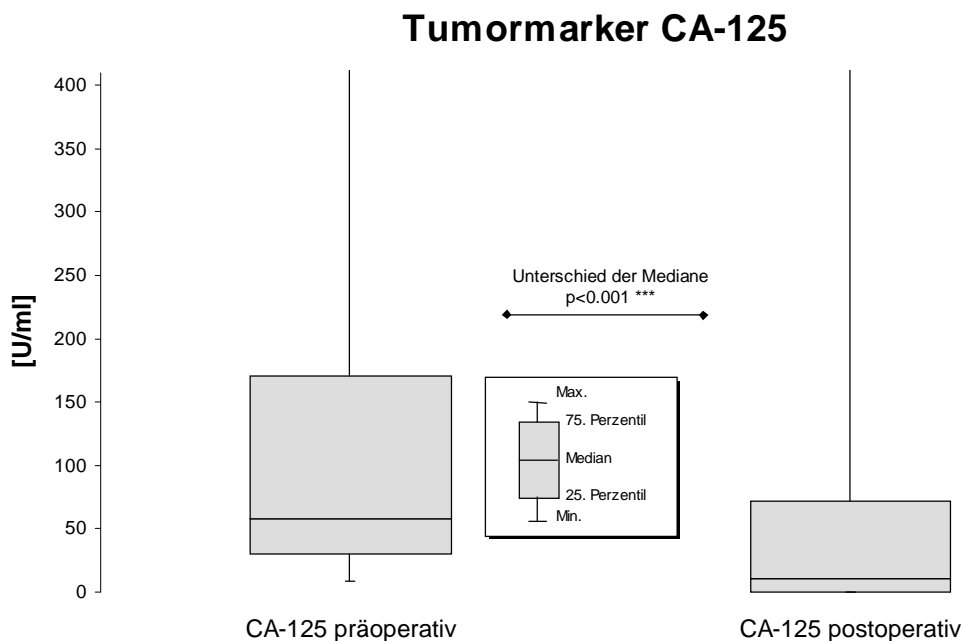 Tumormarker CA-125
400
350
300
250
200
150
100
50
0
[U/ml]
Unterschied der Mediane
p<0.001 ***
Max.
75. Perzentil
Median
25. Perzentil
Min.
CA-125 präoperativ
CA-125 postoperativ